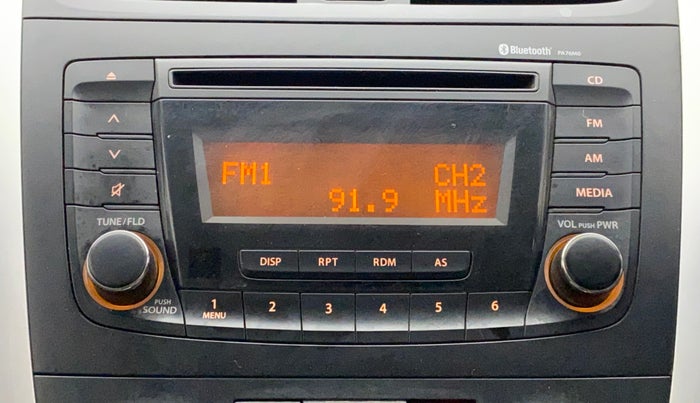 Bluetooth PA76M0
CD
FM
AM
MEDIA
FM1 CH2
91.9 MHz
TUNE/FLD
VOL PUSH PWR
DISP RPT RDM AS
PUSH
SOUND
1 2 3 4 5 6
MENU